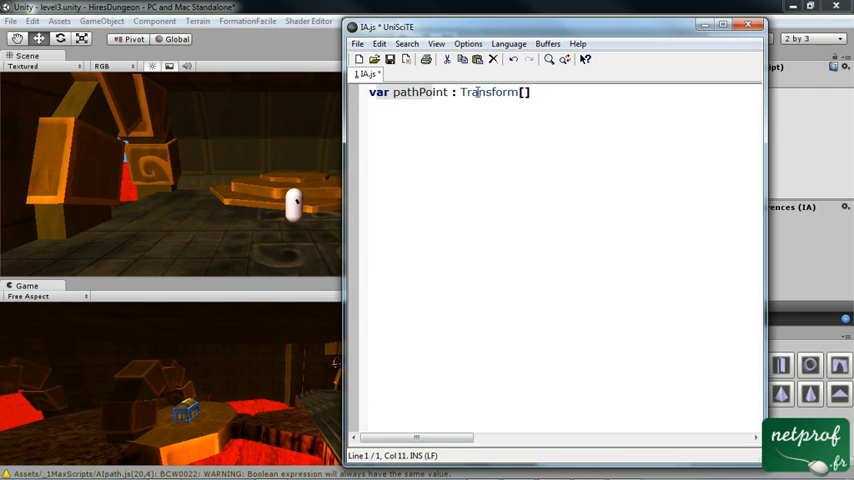 Unity - level3.unity - HiresDungeon - PC and Mac Standalone*
File Edit Assets GameObject Component Terrain FormationFacile Shader Editor
Pivot Global
2 by 3
Scene
Textured RGB
Game
Free Aspect
IA.js * UniSciTE
File Edit Search View Options Language Buffers Help
1 IA.js *
var pathPoint : Transform[]
Line 1 / 1, Col 11. INS (LF)
ipt)
rences (IA)
Assets/_1MaxScripts/AIpath.js(20,4): BCW0022: WARNING: Boolean expression will always have the same value.
netprof
.fr